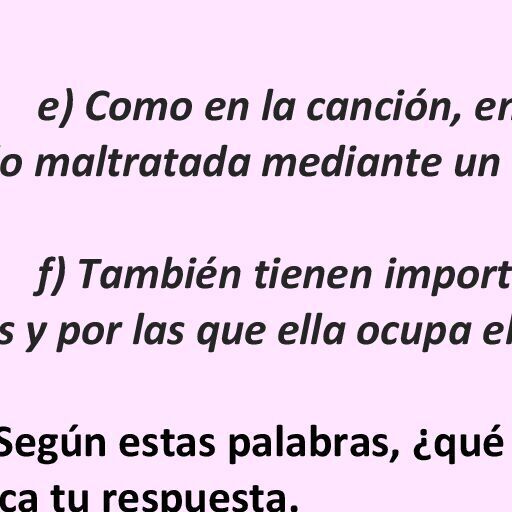 e) Como en la canción, en
o maltratada mediante un
f) También tienen import
s y por las que ella ocupa el
Según estas palabras, ¿qué
ca tu respuesta.